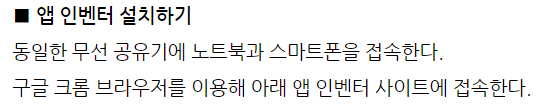 ■ 앱 인벤터 설치하기
동일한 무선 공유기에 노트북과 스마트폰을 접속한다.
구글 크롬 브라우저를 이용해 아래 앱 인벤터 사이트에 접속한다.